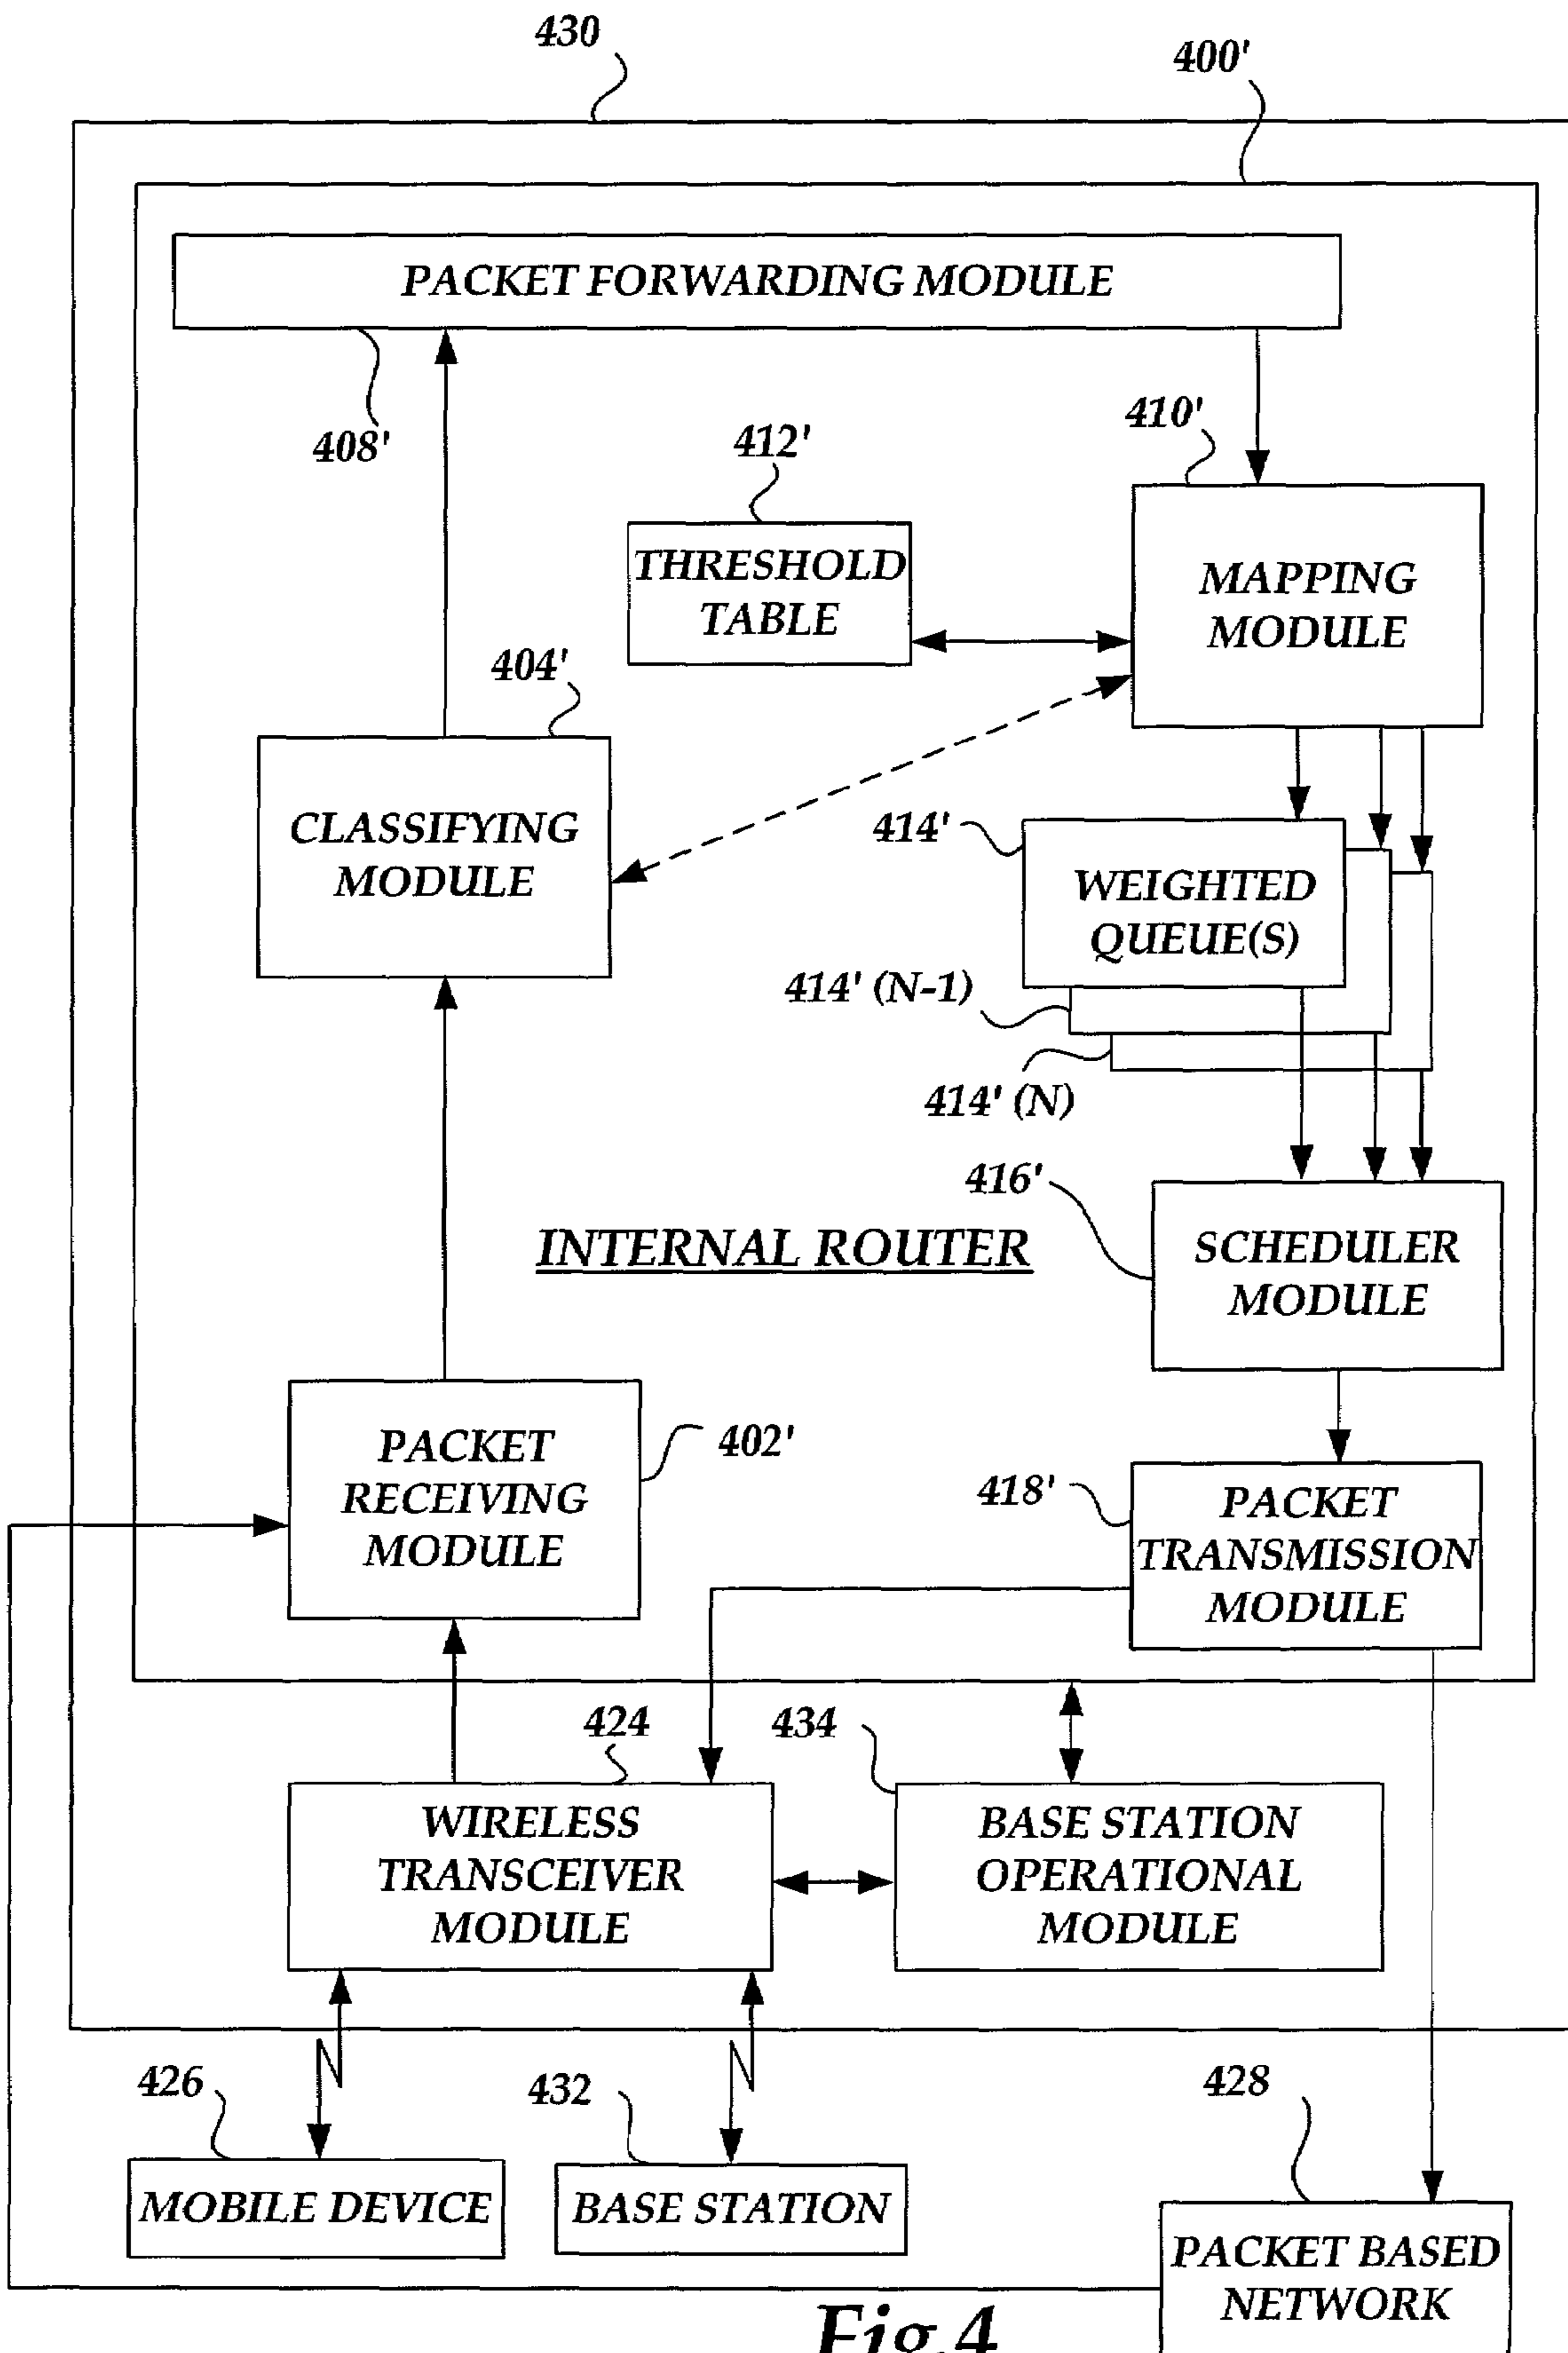 430
400'
PACKET FORWARDING MODULE
408'
412'
410'
THRESHOLD
TABLE
MAPPING
MODULE
404'
CLASSIFYING
MODULE
414'
WEIGHTED
QUEUE(S)
414' (N-1)
414' (N)
416'
INTERNAL ROUTER
SCHEDULER
MODULE
PACKET
RECEIVING
MODULE
402'
418'
PACKET
TRANSMISSION
MODULE
424
434
WIRELESS
TRANSCEIVER
MODULE
BASE STATION
OPERATIONAL
MODULE
426
432
428
MOBILE DEVICE
BASE STATION
PACKET BASED
NETWORK
Fig.4